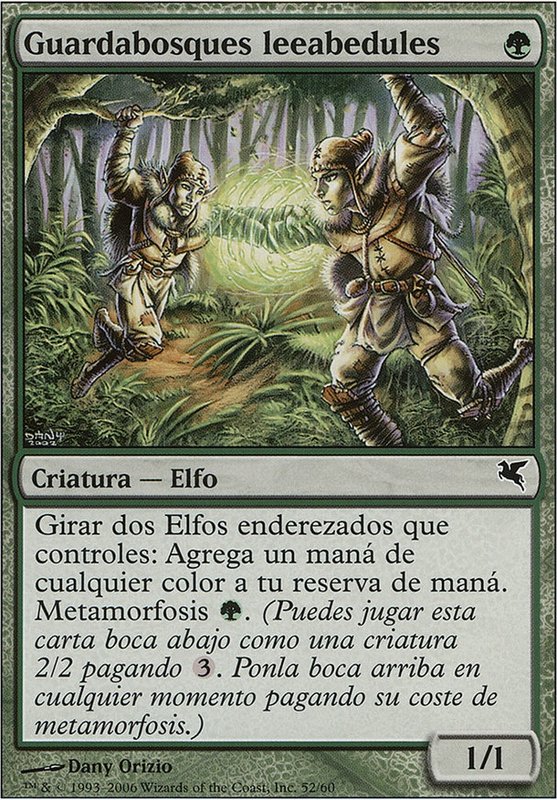 Guardabosques leeabedules
DANY
2002
Criatura — Elfo
Girar dos Elfos enderezados que
controles: Agrega un maná de
cualquier color a tu reserva de maná.
Metamorfosis . (Puedes jugar esta
carta boca abajo como una criatura
2/2 pagando 3. Ponla boca arriba en
cualquier momento pagando su coste de
metamorfosis.)
1/1
Dany Orizio
™ & © 1993-2006 Wizards of the Coast, Inc. 52/60